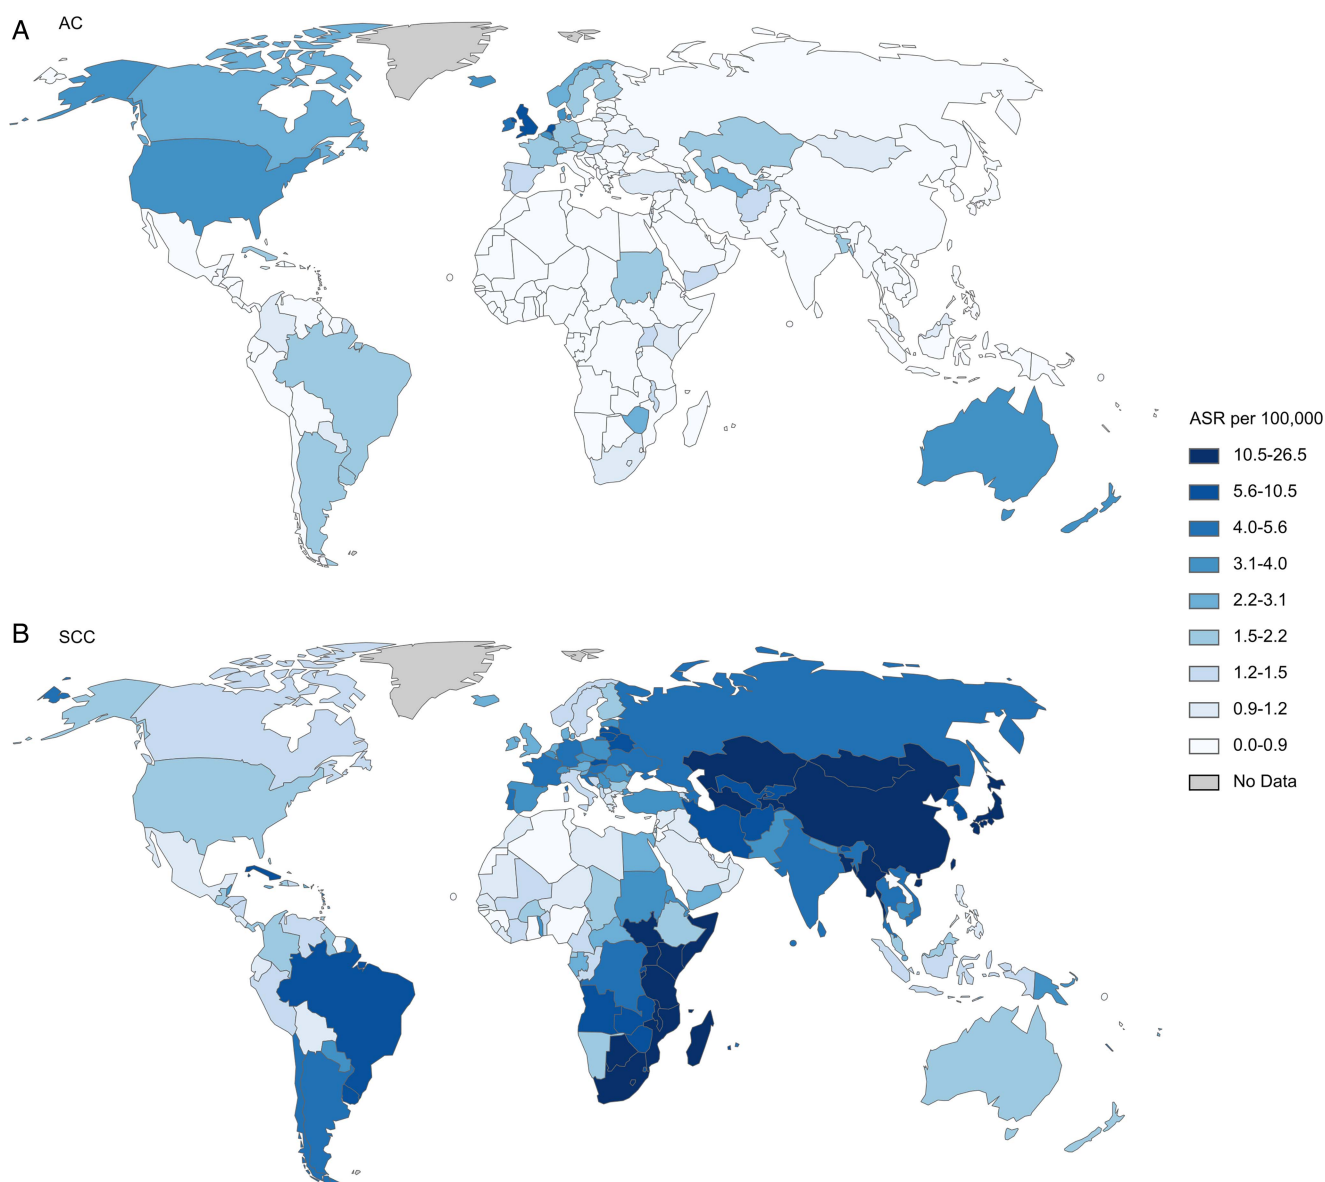 A
AC
ASR per 100,000
10.5-26.5
5.6-10.5
4.0-5.6
3.1-4.0
2.2-3.1
1.5-2.2
1.2-1.5
0.9-1.2
0.0-0.9
No Data
B
SCC